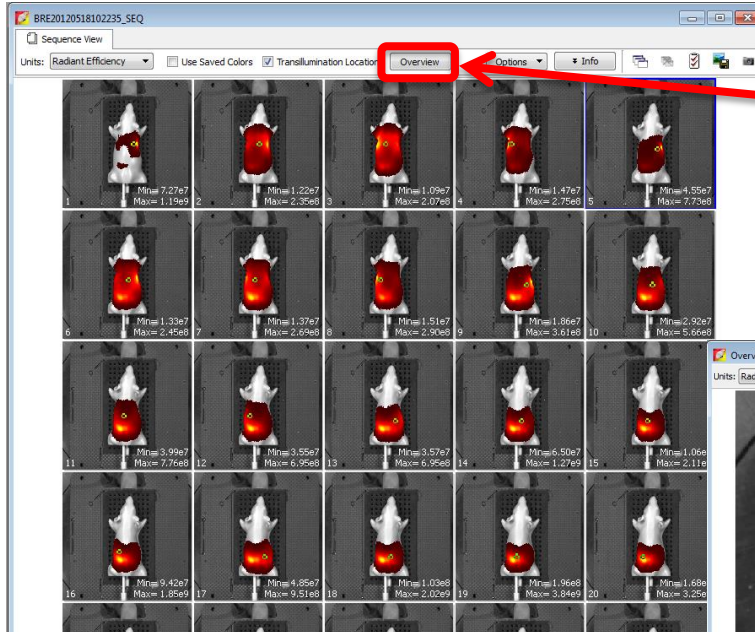 BRE20120518102235_SEQ
Sequence View
Units: Radiant Efficiency Use Saved Colors Transillumination Location Overview Options Info
1 Min= 7.27e7 Max= 1.19e9
2 Min= 1.22e7 Max= 2.35e8
3 Min= 1.09e7 Max= 2.07e8
4 Min= 1.47e7 Max= 2.75e8
5 Min= 4.55e7 Max= 7.73e8
6 Min= 1.33e7 Max= 2.45e8
7 Min= 1.37e7 Max= 2.69e8
8 Min= 1.51e7 Max= 2.90e8
9 Min= 1.86e7 Max= 3.61e8
10 Min= 2.92e7 Max= 5.66e8
Overv
Units: Rad
11 Min= 3.99e7 Max= 7.76e8
12 Min= 3.55e7 Max= 6.95e8
13 Min= 3.57e7 Max= 6.95e8
14 Min= 6.50e7 Max= 1.27e9
15 Min= 1.06e Max= 2.11e
16 Min= 9.42e7 Max= 1.85e9
17 Min= 4.85e7 Max= 9.51e8
18 Min= 1.03e8 Max= 2.02e9
19 Min= 1.96e8 Max= 3.84e9
20 Min= 1.68e Max= 3.25e